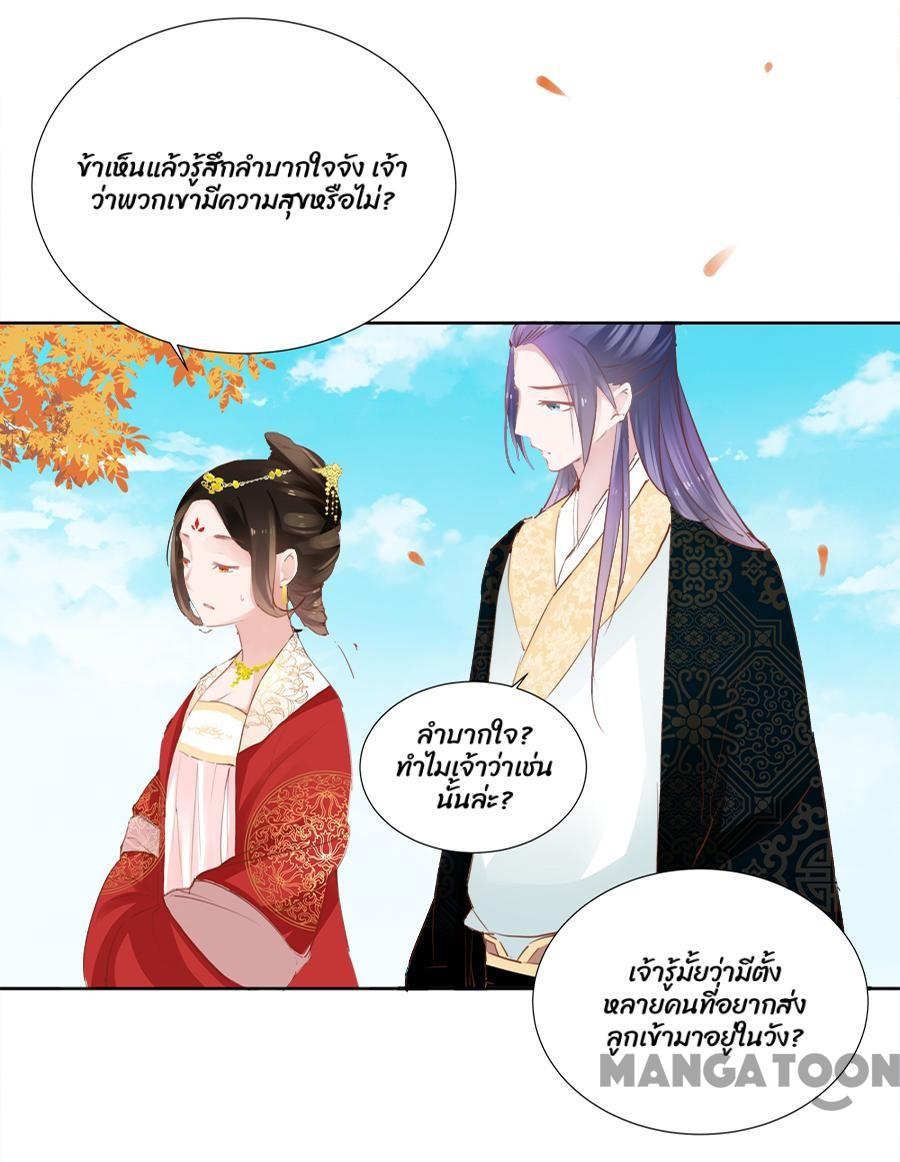 ข้าเห็นแล้วรู้สึกลำบากใจจัง เจ้า
ว่าพวกเขามีความสุขหรือไม่?
ลำบากใจ?
ทำไมเจ้าว่าเช่น
นั้นล่ะ?
เจ้ารู้มั้ยว่ามีตั้ง
หลายคนที่อยากส่ง
ลูกเข้ามาอยู่ในวัง?
MANGATOON